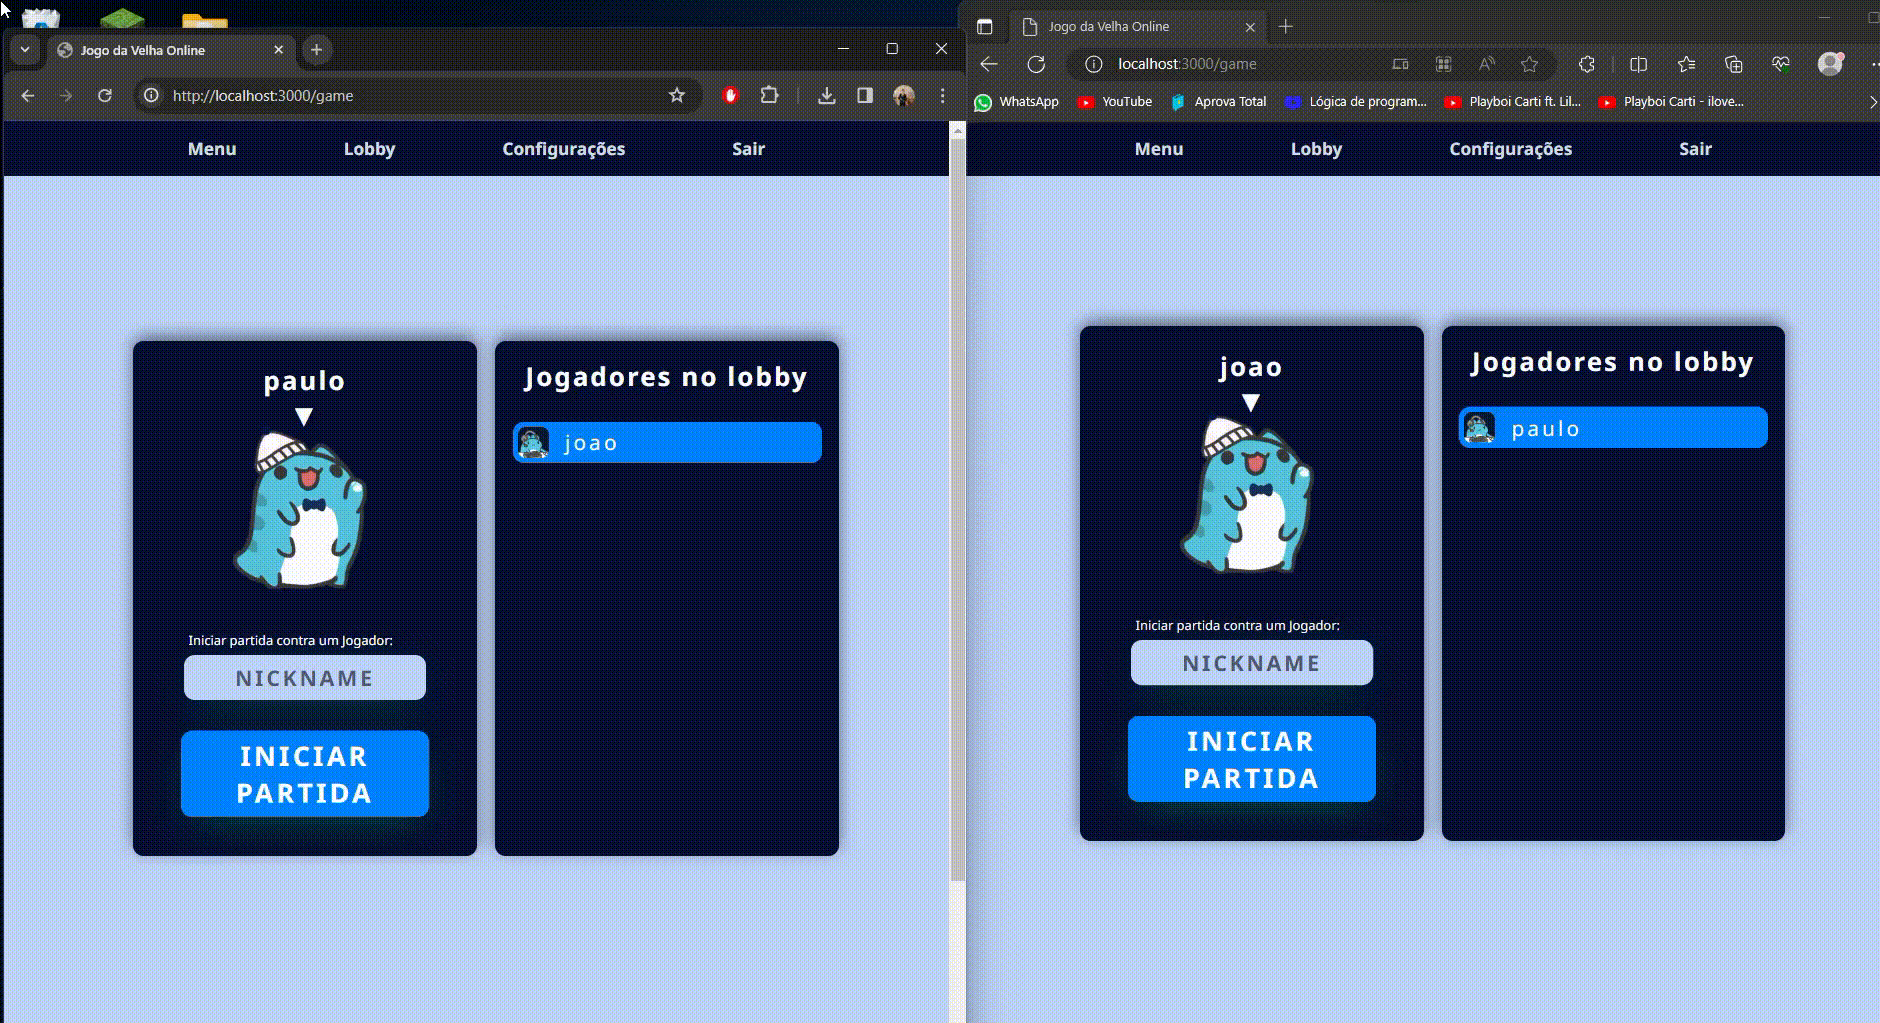 Jogo da Velha Online
http://localhost:3000/game
Menu
Lobby
Configurações
Sair
paulo
Iniciar partida contra um Jogador:
NICKNAME
INICIAR
PARTIDA
Jogadores no lobby
joao
Jogo da Velha Online
localhost:3000/game
WhatsApp
YouTube
Aprova Total
Lógica de program...
Playboi Carti ft. Lil...
Playboi Carti - ilove...
Menu
Lobby
Configurações
Sair
joao
Iniciar partida contra um Jogador:
NICKNAME
INICIAR
PARTIDA
Jogadores no lobby
paulo